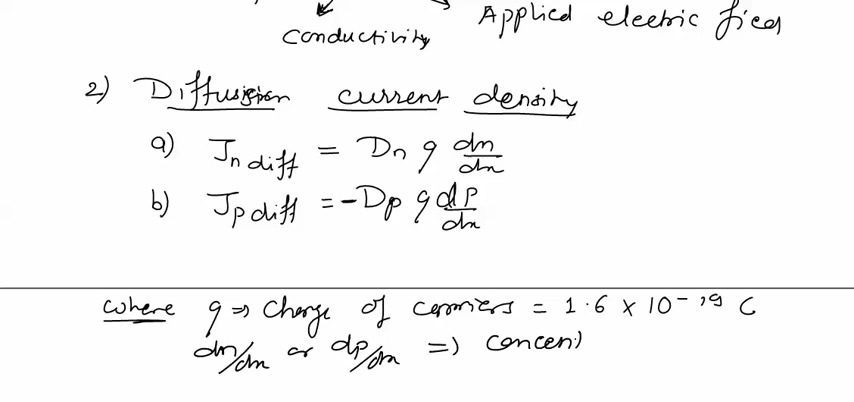 Applied electric field
conductivity
2) Diffusion current density
a) Jn diff = Dn q dn/dx
b) Jp diff = -Dp q dp/dx
where q => charge of carriers = 1.6 x 10-19 C
dn/dx or dp/dx => concent